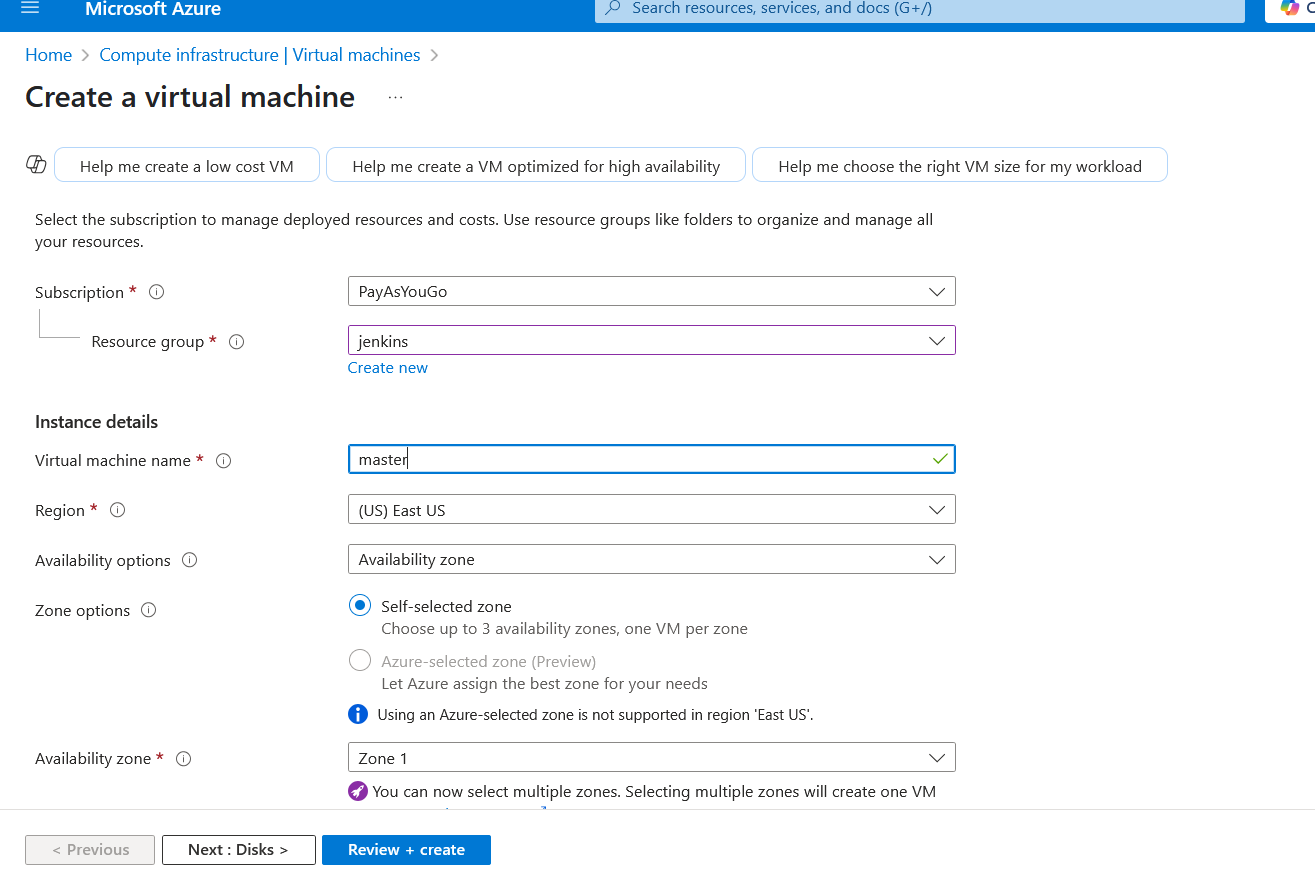 Microsoft Azure
Search resources, services, and docs (G+/)
Home > Compute infrastructure | Virtual machines >
Create a virtual machine ...
Help me create a low cost VM
Help me create a VM optimized for high availability
Help me choose the right VM size for my workload
Select the subscription to manage deployed resources and costs. Use resource groups like folders to organize and manage all
your resources.
Subscription *
PayAsYouGo
Resource group *
jenkins
Create new
Instance details
Virtual machine name *
master
Region *
(US) East US
Availability options
Availability zone
Zone options
Self-selected zone
Choose up to 3 availability zones, one VM per zone
Azure-selected zone (Preview)
Let Azure assign the best zone for your needs
Using an Azure-selected zone is not supported in region 'East US'.
Availability zone *
Zone 1
You can now select multiple zones. Selecting multiple zones will create one VM
< Previous
Next : Disks >
Review + create